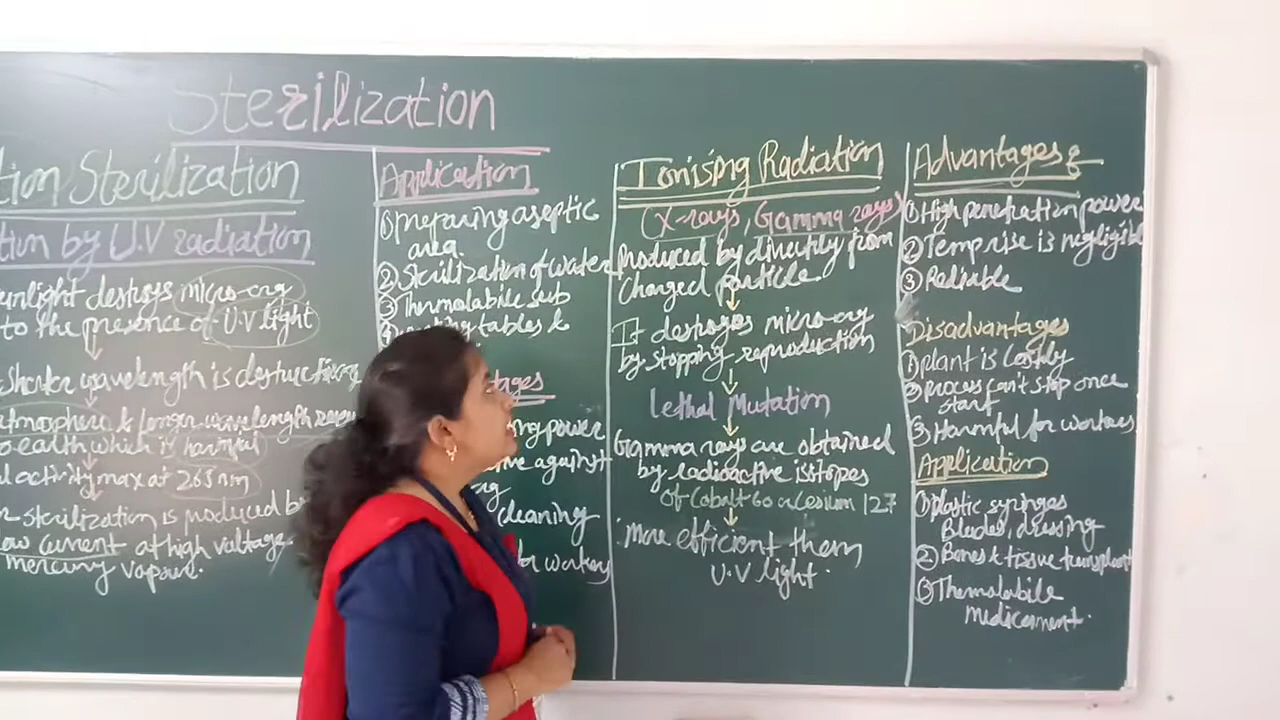 Sterilization
tion Sterilization
tion by U.V radiation
sunlight destroys micro-org
to the presence of U.V light
Shorter wavelength is destructive
atmosphere & longer wavelength
to earth which is harmful
activity max at 265 nm
sterilization is produced by
low current at high voltage
mercury vapour.
Application
① Preparing aseptic
area.
② Sterilization of water
③ Thermolabile sub
tables &
tages
ing power
ive against
org
cleaning
for workers
Ionising Radiation
(X-rays, Gamma rays)
Produced by directly from
charged particle
It destroyes micro-org
by stopping reproduction
Lethal Mutation
Gamma rays are obtained
by radioactive isotopes
of Cobalt 60 or Cesium 127
More efficient them
U.V light.
Advantages
① High penetration power
② Temp rise is negligible
③ Reliable
Disadvantages
① Plant is Costly
② Process can't stop once
start
③ Harmful for workers
Application
① plastic syringes
Blades, dressing
② Bones & tissue transplant
③ Thermolabile
medicament.